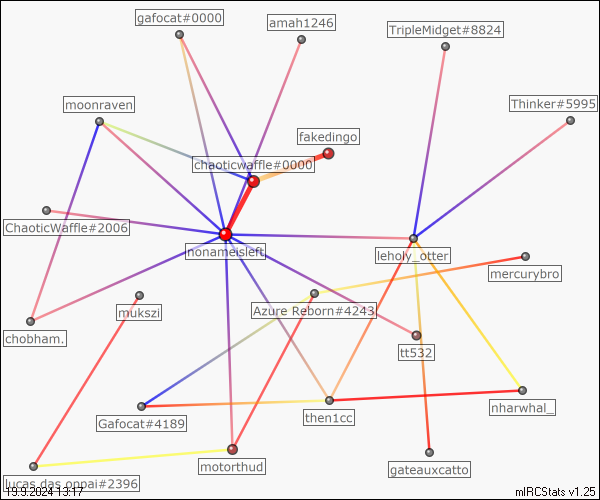 gafocat#0000
amah1246
TripleMidget#8824
moonraven
Thinker#5995
fakedingo
chaoticwaffle#0000
ChaoticWaffle#2006
nonameisleft
leholy_otter
mercurybro
mukszi
Azure Reborn#4243
chobham.
tt532
Gafocat#4189
then1cc
nharwhal_
motorthud
gateauxcatto
lucas das oppai#2396
19.9.2024 13:17
mIRCStats v1.25